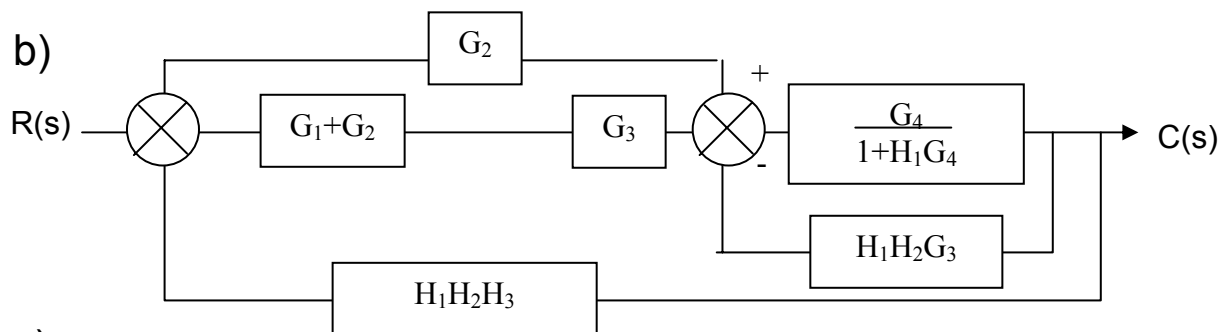 b)
G₂
+
R(s)
G₁+G₂
G₃
G₄
1+H₁G₄
C(s)
-
H₁H₂G₃
H₁H₂H₃